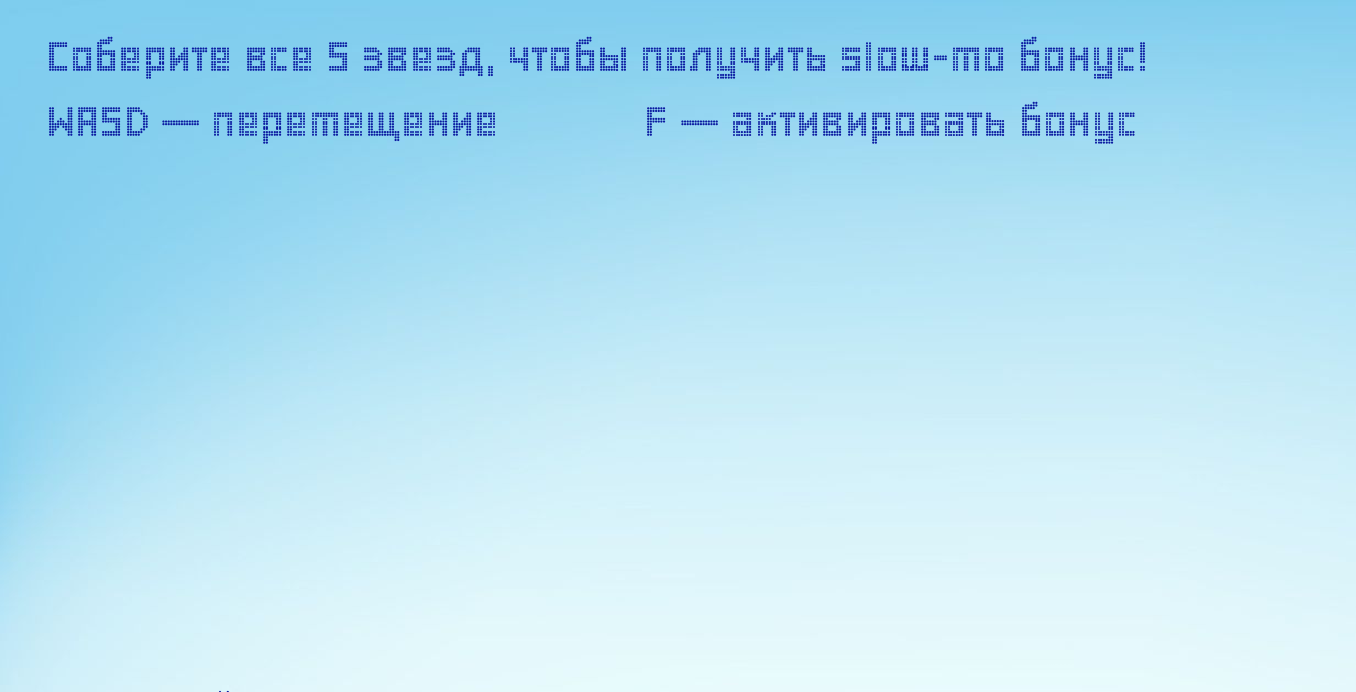 Соберите все 5 звезд, чтобы получить slow-mo бонус!
WASD — перемещение F — активировать бонус